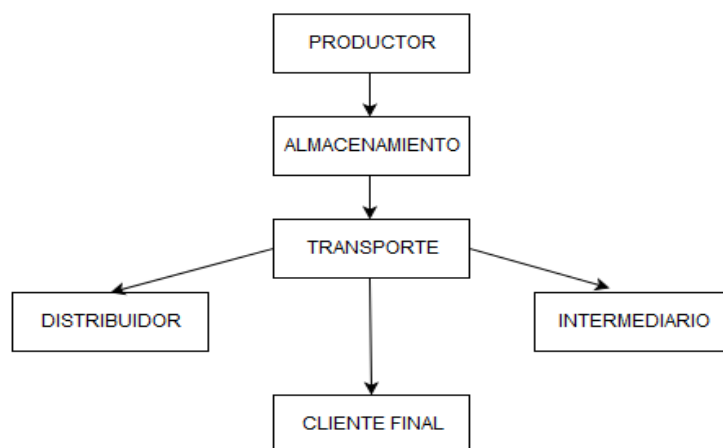 PRODUCTOR
ALMACENAMIENTO
TRANSPORTE
DISTRIBUIDOR
INTERMEDIARIO
CLIENTE FINAL